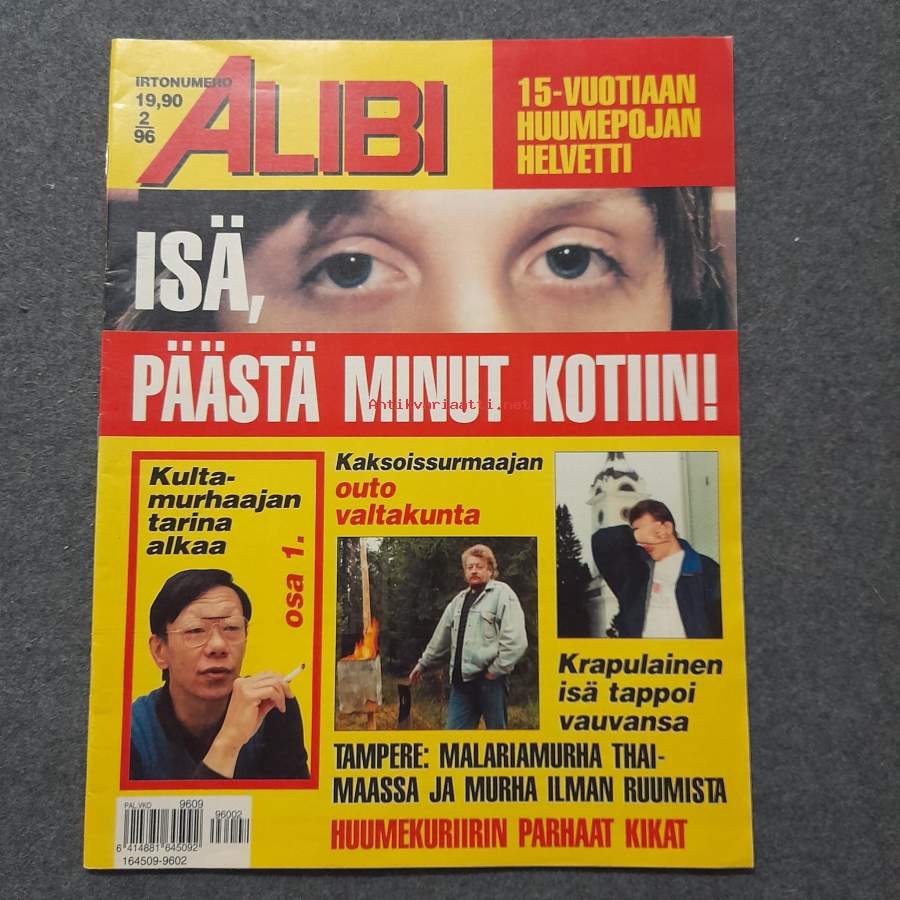 IRTONUMERO
19,90
2
96
ALIBI
15-VUOTIAAN
HUUMEPOJAN
HELVETTI
ISÄ,
PÄÄSTÄ MINUT KOTIIN!
Antikvariaatti.net
Kulta-
murhaajan
tarina
alkaa
osa 1.
Kaksoissurmaajan
outo
valtakunta
Krapulainen
isä tappoi
vauvansa
TAMPERE: MALARIAMURHA THAI-
MAASSA JA MURHA ILMAN RUUMISTA
HUUMEKURIIRIN PARHAAT KIKAT
PAL.VKO 9609
96002
6 414881 645092
164509-9602